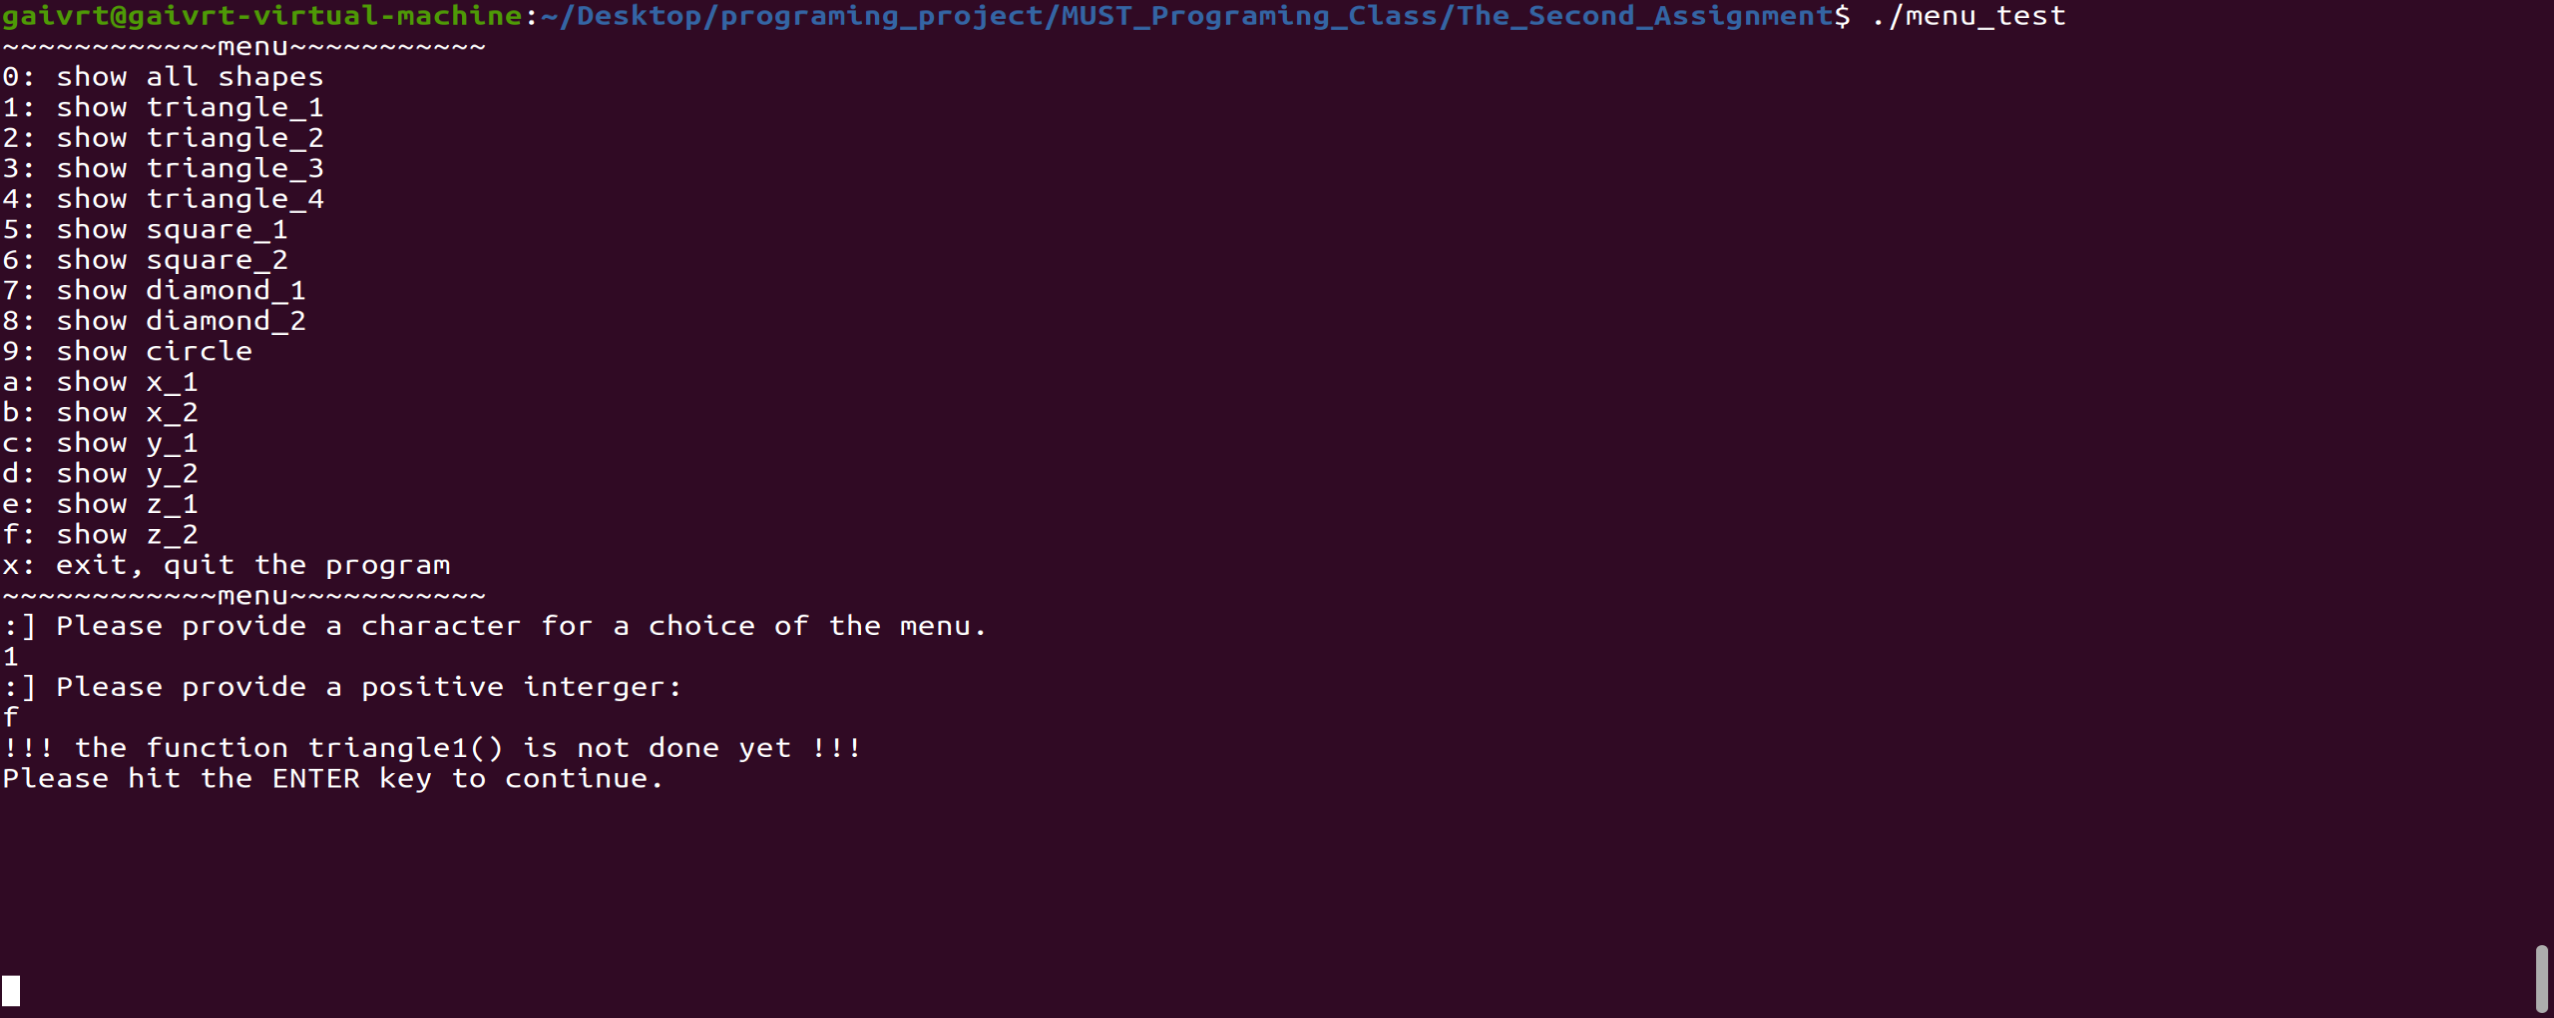 gaivrt@gaivrt-virtual-machine:~/Desktop/programing_project/MUST_Programing_Class/The_Second_Assignment$ ./menu_test
~~~~~~~~~~~~menu~~~~~~~~~~~
0: show all shapes
1: show triangle_1
2: show triangle_2
3: show triangle_3
4: show triangle_4
5: show square_1
6: show square_2
7: show diamond_1
8: show diamond_2
9: show circle
a: show x_1
b: show x_2
c: show y_1
d: show y_2
e: show z_1
f: show z_2
x: exit, quit the program
~~~~~~~~~~~~menu~~~~~~~~~~~
:] Please provide a character for a choice of the menu.
1
:] Please provide a positive interger:
f
!!! the function triangle1() is not done yet !!!
Please hit the ENTER key to continue.